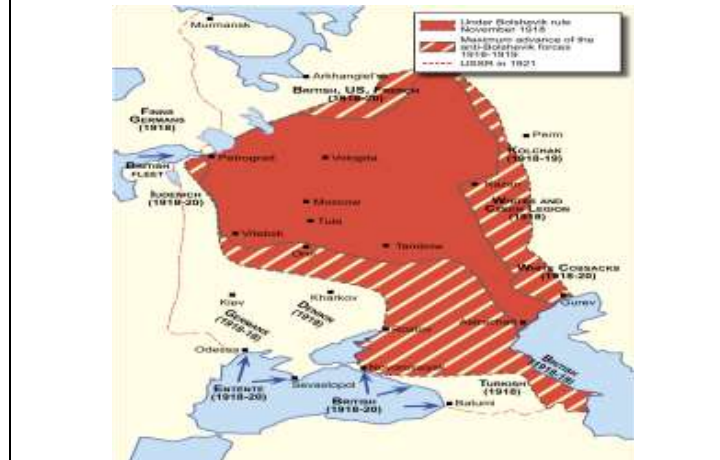 Under Bolshevik rule
November 1918
Maximum advance of the
anti-Bolshevik forces
1918-1919
USSR in 1921
Murmansk
Arkhangel'sk
BRITISH, US, FRENCH
(1918-20)
FINNS
GERMANS
(1918)
BRITISH
FLEET
Petrograd
Vologda
Perm
KOLCHAK
(1918-19)
IUDENICH
(1918-20)
Kazan
Moscow
WHITES AND
CZECH LEGION
(1918)
Tula
Vitebsk
Orel
Tambow
WHITE COSSACKS
(1918-20)
Kiev
Kharkov
Gurev
GERMANS
(1918-19)
DENIKIN
(1919)
Rostov
Odessa
BRITISH
(1918-19)
ENTENTE
(1918-20)
Sevastopol
BRITISH
(1918-20)
TURKISH
(1918)
Batumi